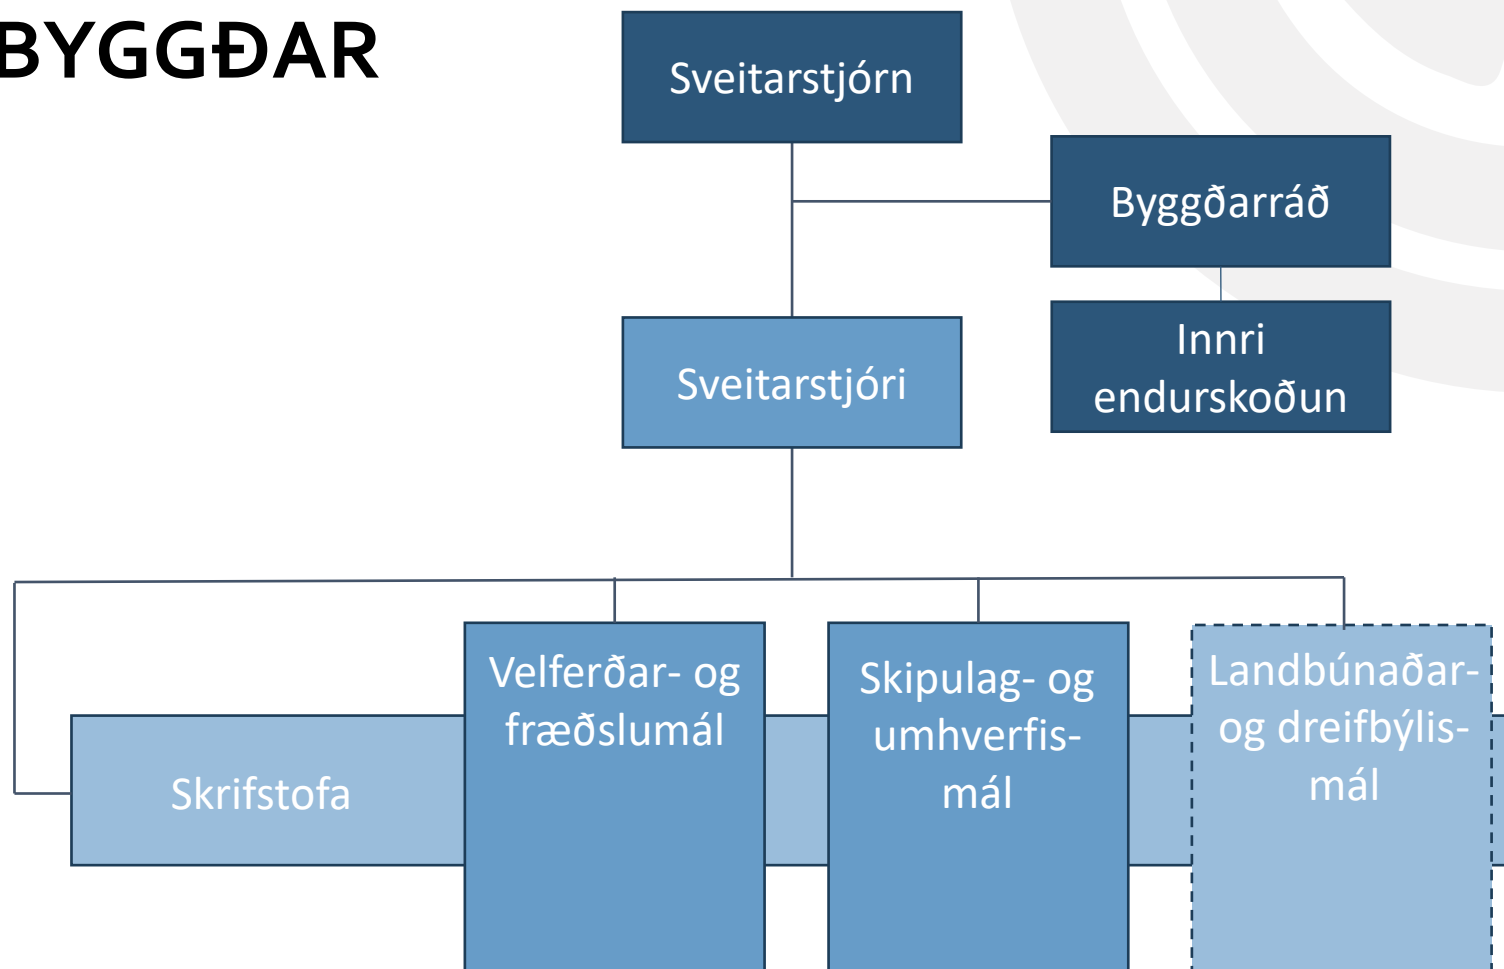 BYGGÐAR
Sveitarstjórn
Byggðarráð
Innri
endurskoðun
Sveitarstjóri
Velferðar- og
fræðslumál
Skipulag- og
umhverfis-
mál
Landbúnaðar-
og dreifbýlis-
mál
Skrifstofa